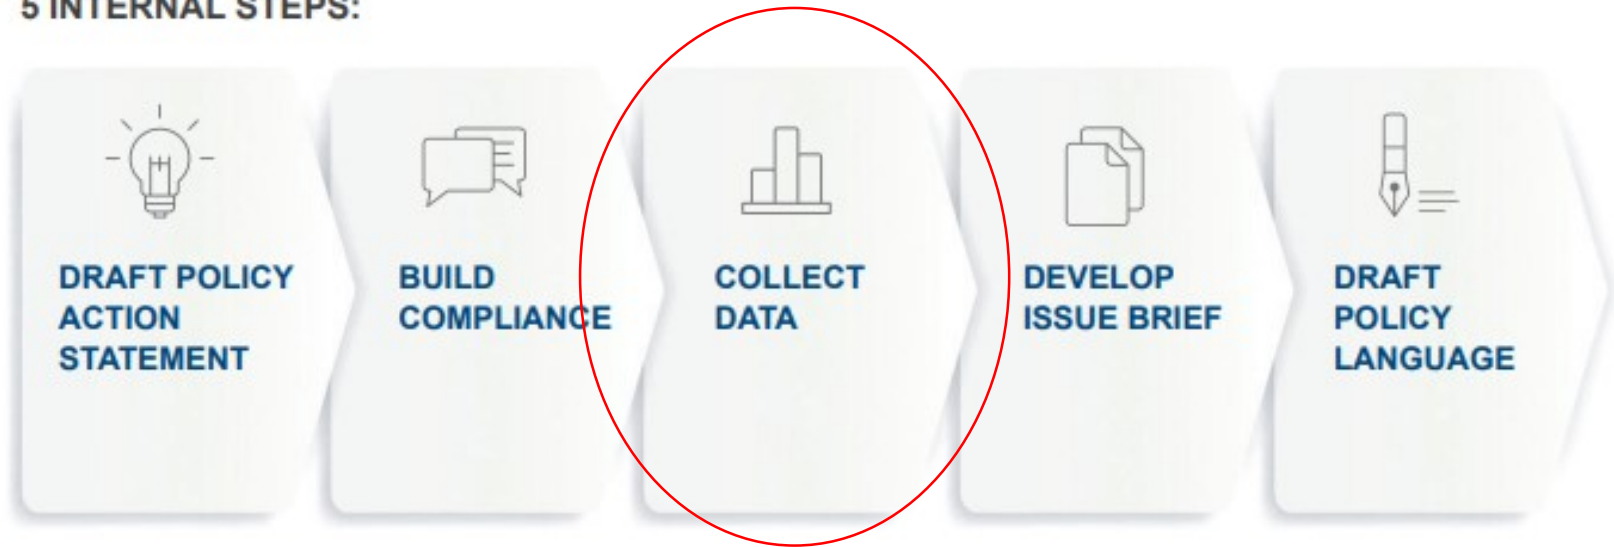 5 INTERNAL STEPS:
DRAFT POLICY
ACTION
STATEMENT
BUILD
COMPLIANCE
COLLECT
DATA
DEVELOP
ISSUE BRIEF
DRAFT
POLICY
LANGUAGE